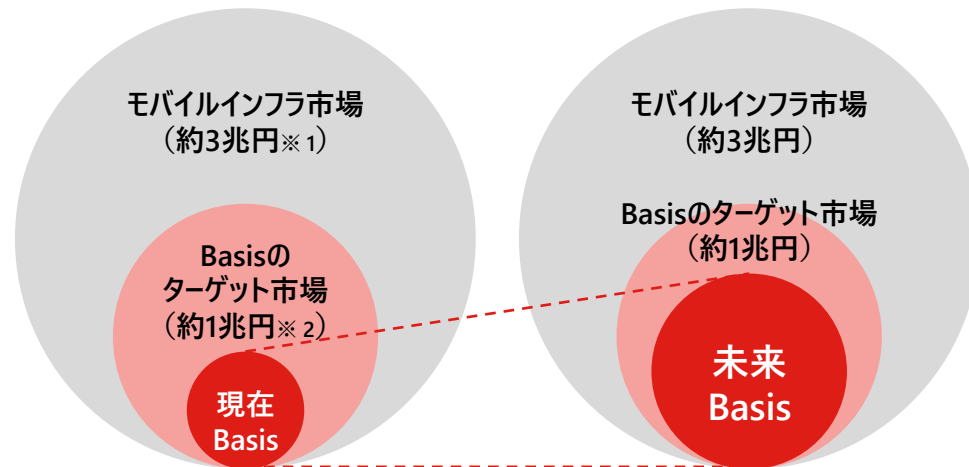 モバイルインフラ市場
（約3兆円※1）
Basisの
ターゲット市場
（約1兆円※2）
現在
Basis
モバイルインフラ市場
（約3兆円）
Basisのターゲット市場
（約1兆円）
未来
Basis